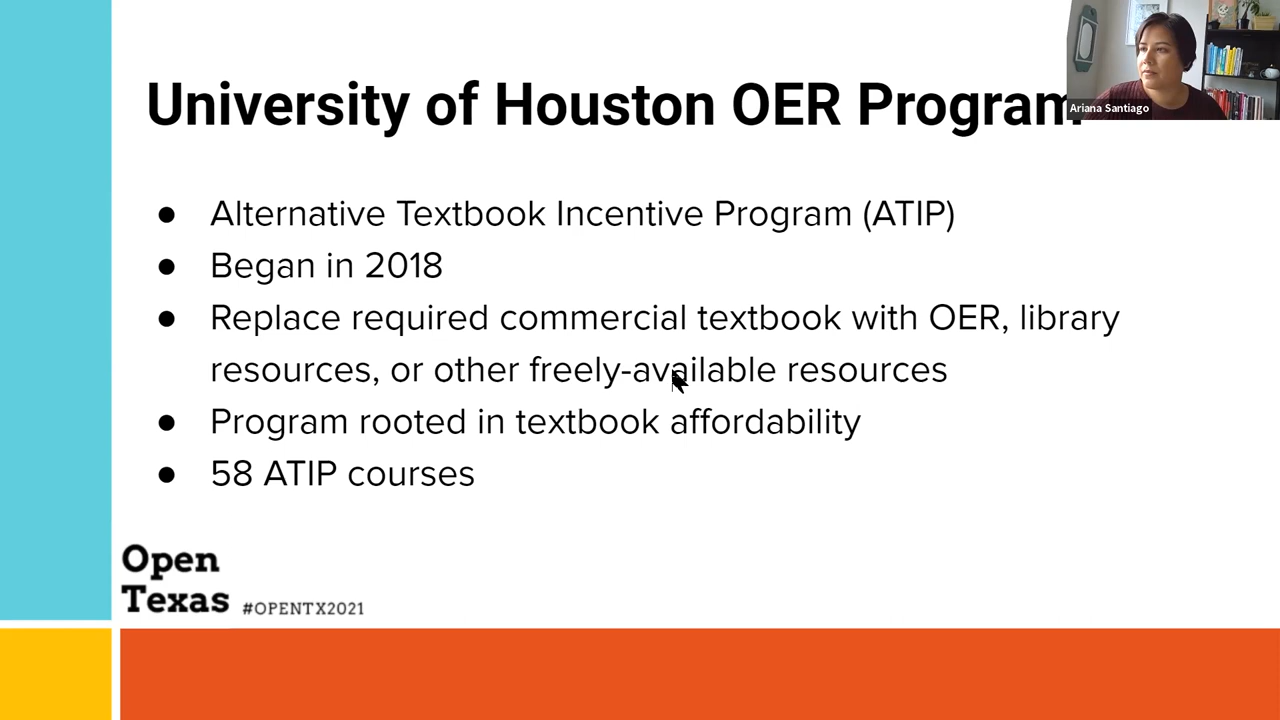 University of Houston OER Program
Ariana Santiago
● Alternative Textbook Incentive Program (ATIP)
● Began in 2018
● Replace required commercial textbook with OER, library
resources, or other freely-available resources
● Program rooted in textbook affordability
● 58 ATIP courses
Open
Texas #OPENTX2021